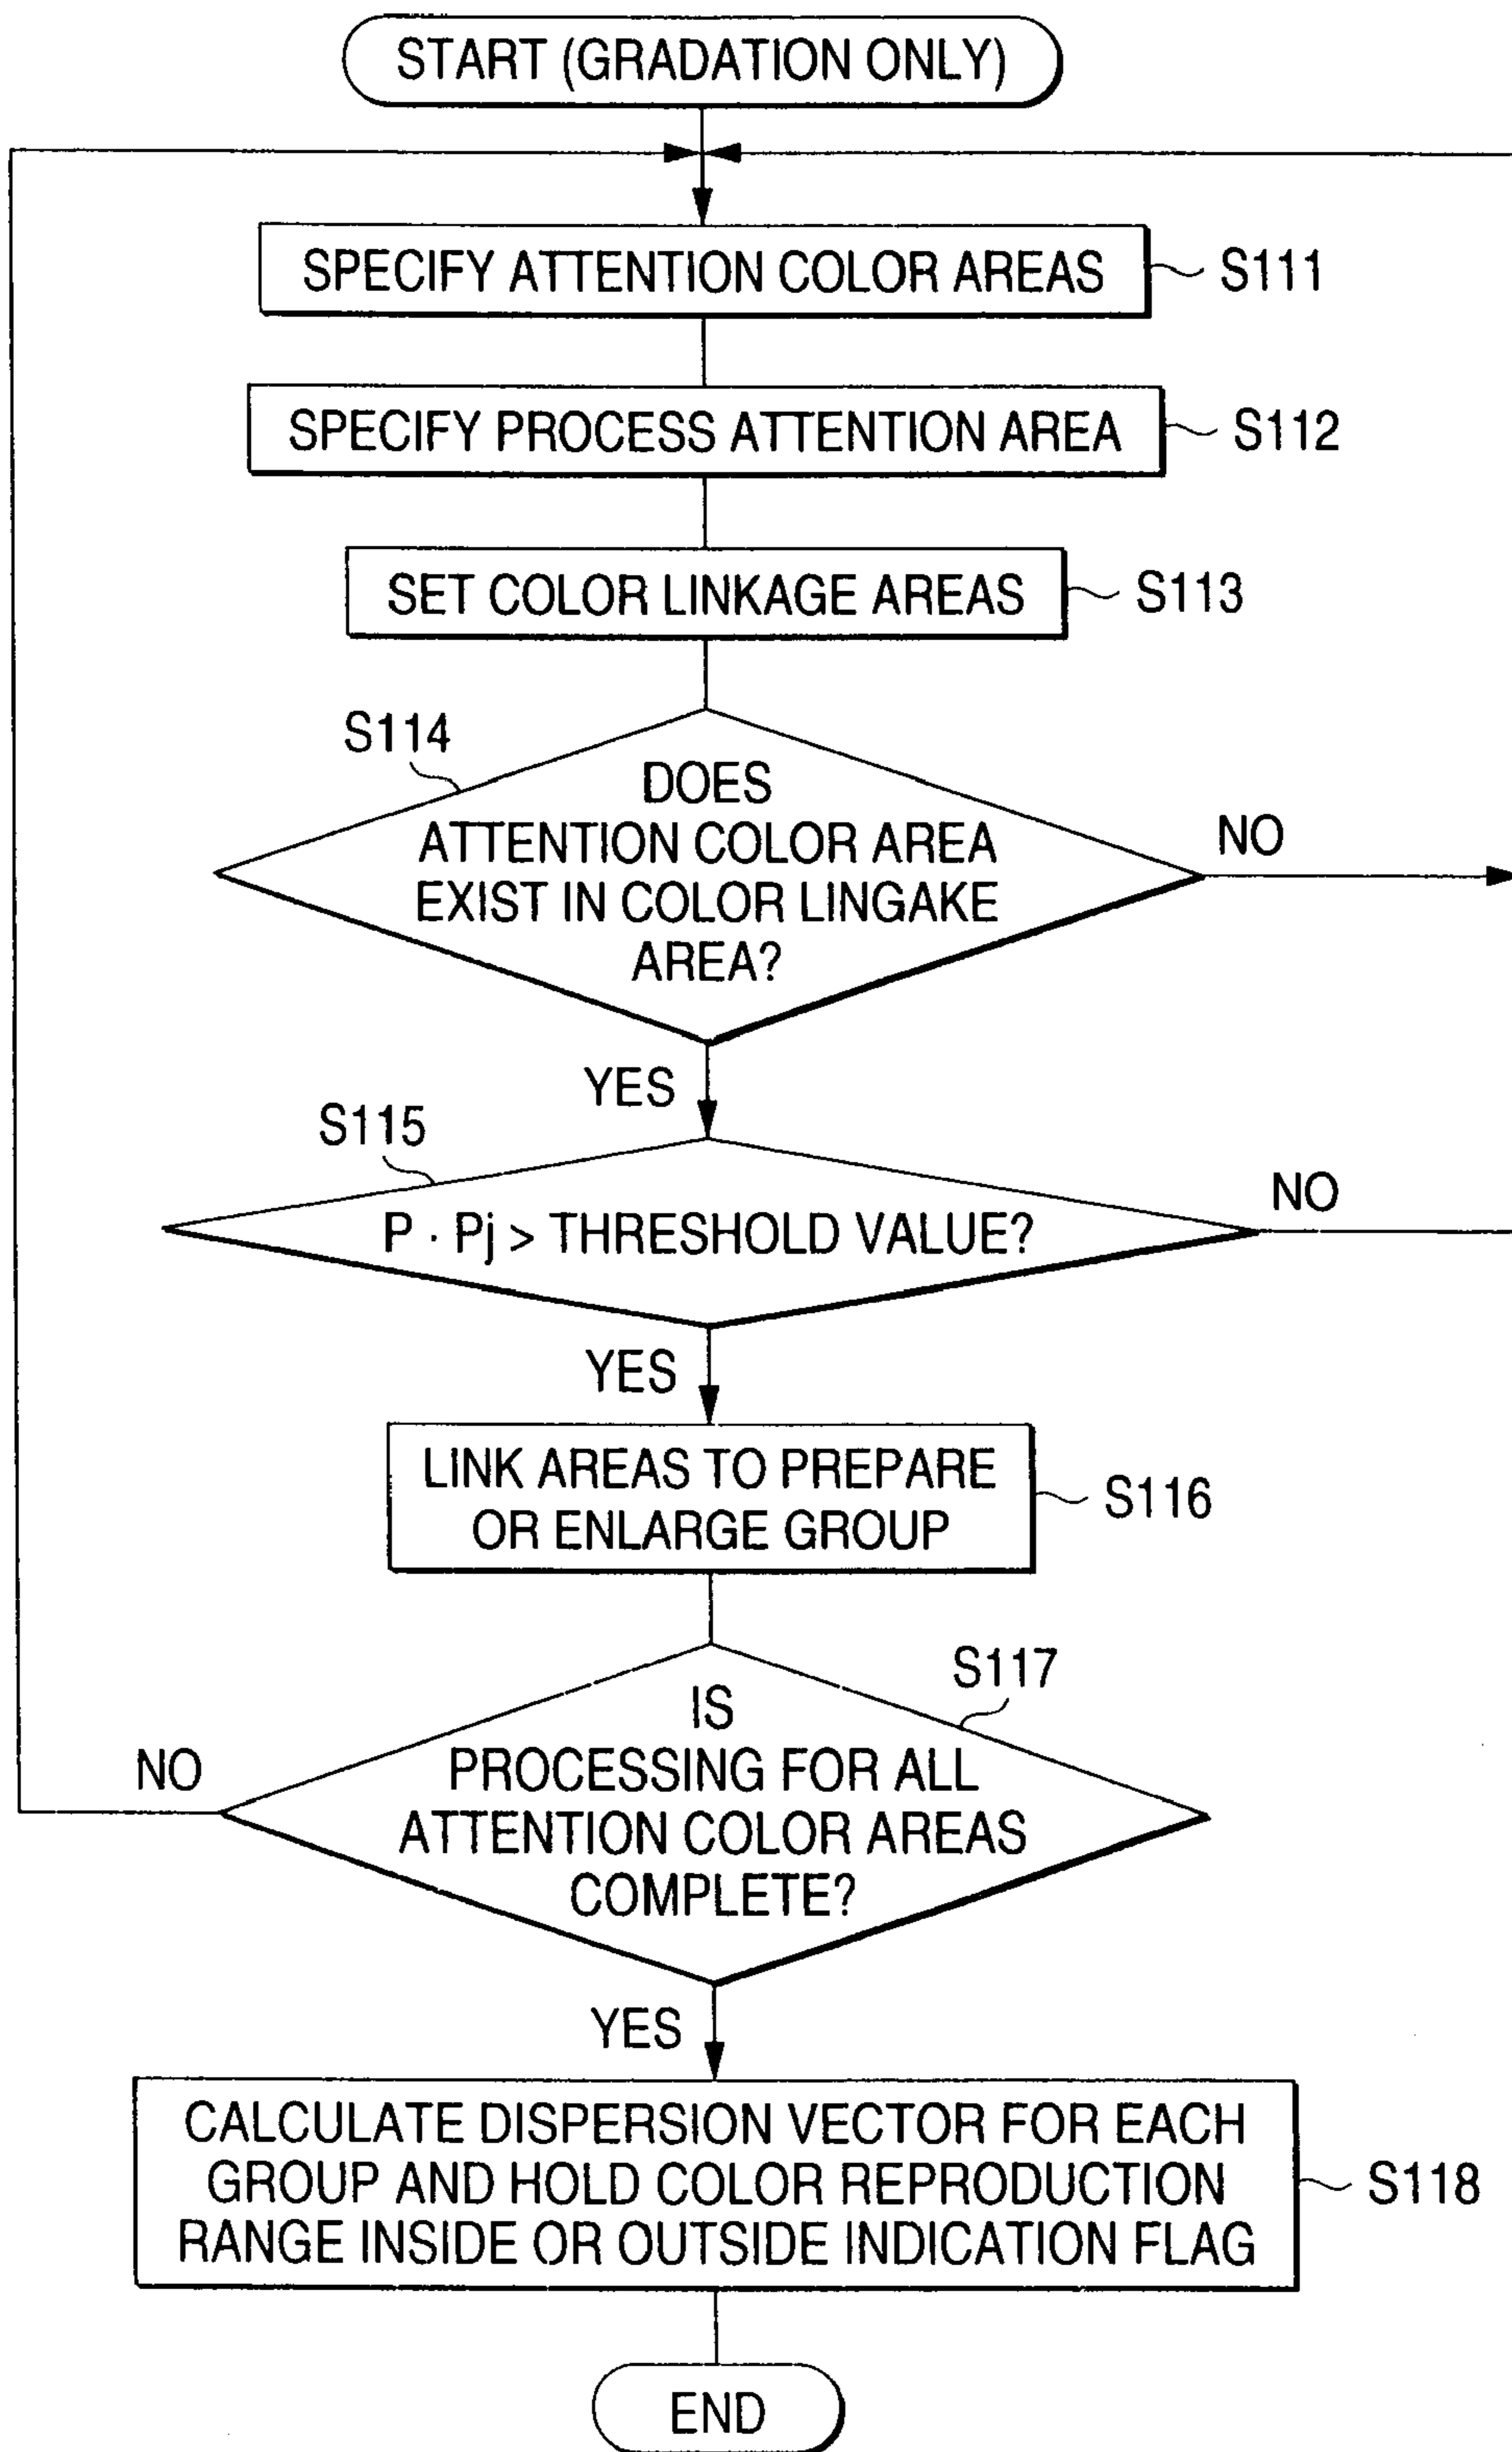 START (GRADATION ONLY)
SPECIFY ATTENTION COLOR AREAS
S111
SPECIFY PROCESS ATTENTION AREA
S112
SET COLOR LINKAGE AREAS
S113
S114
DOES
ATTENTION COLOR AREA
EXIST IN COLOR LINGAKE
AREA?
NO
YES
S115
P · Pj > THRESHOLD VALUE?
NO
YES
LINK AREAS TO PREPARE
OR ENLARGE GROUP
S116
S117
IS
PROCESSING FOR ALL
ATTENTION COLOR AREAS
COMPLETE?
NO
YES
CALCULATE DISPERSION VECTOR FOR EACH
GROUP AND HOLD COLOR REPRODUCTION
RANGE INSIDE OR OUTSIDE INDICATION FLAG
S118
END